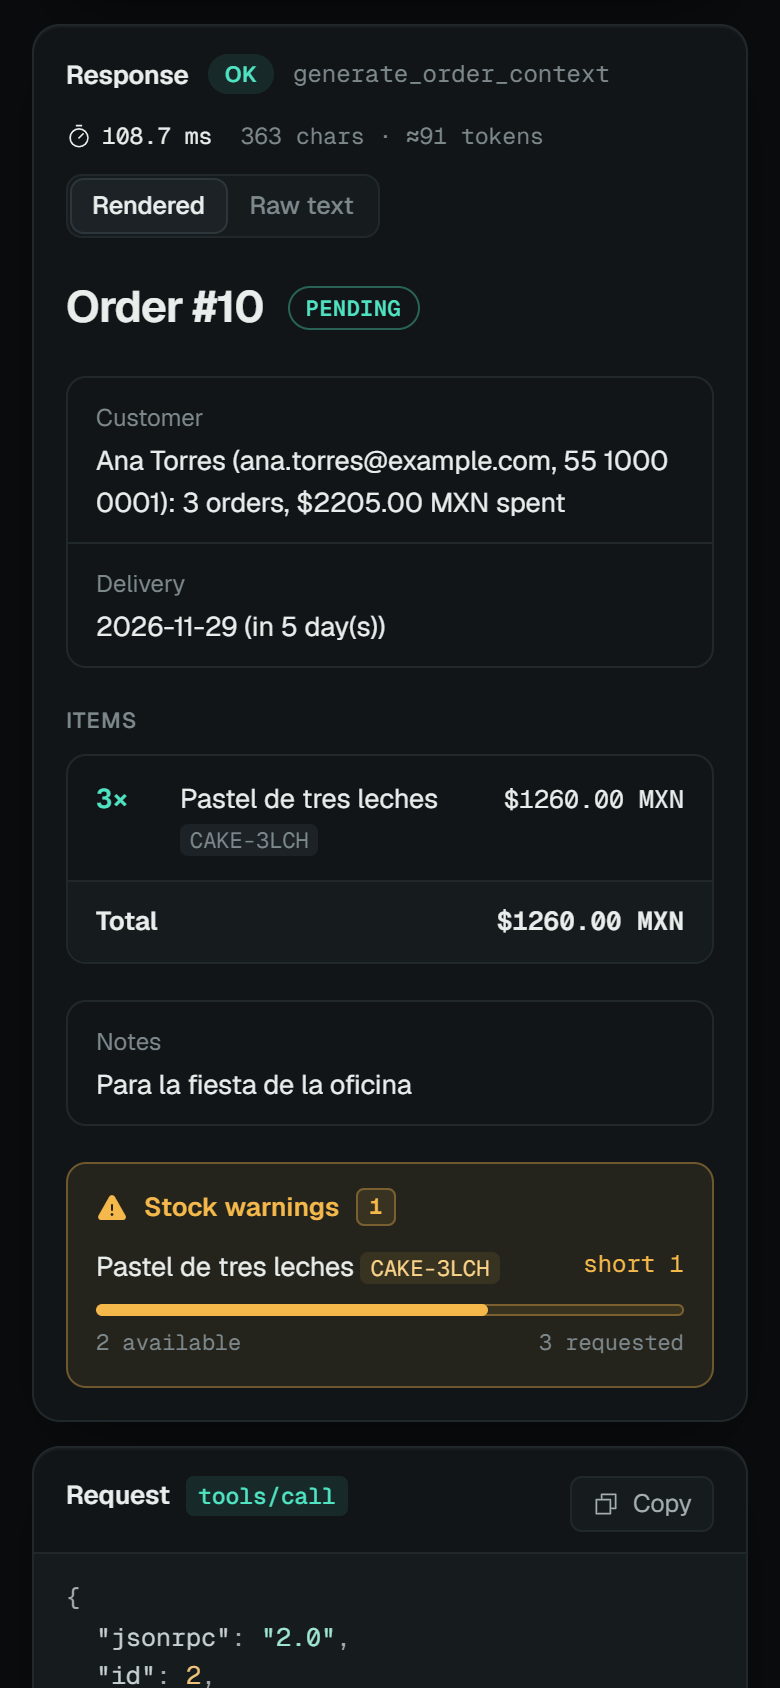 Response OK generate_order_context
108.7 ms 363 chars · ≈91 tokens
Rendered Raw text
Order #10 PENDING
Customer
Ana Torres (ana.torres@example.com, 55 1000
0001): 3 orders, $2205.00 MXN spent
Delivery
2026-11-29 (in 5 day(s))
ITEMS
3× Pastel de tres leches $1260.00 MXN
CAKE-3LCH
Total $1260.00 MXN
Notes
Para la fiesta de la oficina
Stock warnings 1
Pastel de tres leches CAKE-3LCH short 1
2 available 3 requested
Request tools/call Copy
{
"jsonrpc": "2.0",
"id": 2,